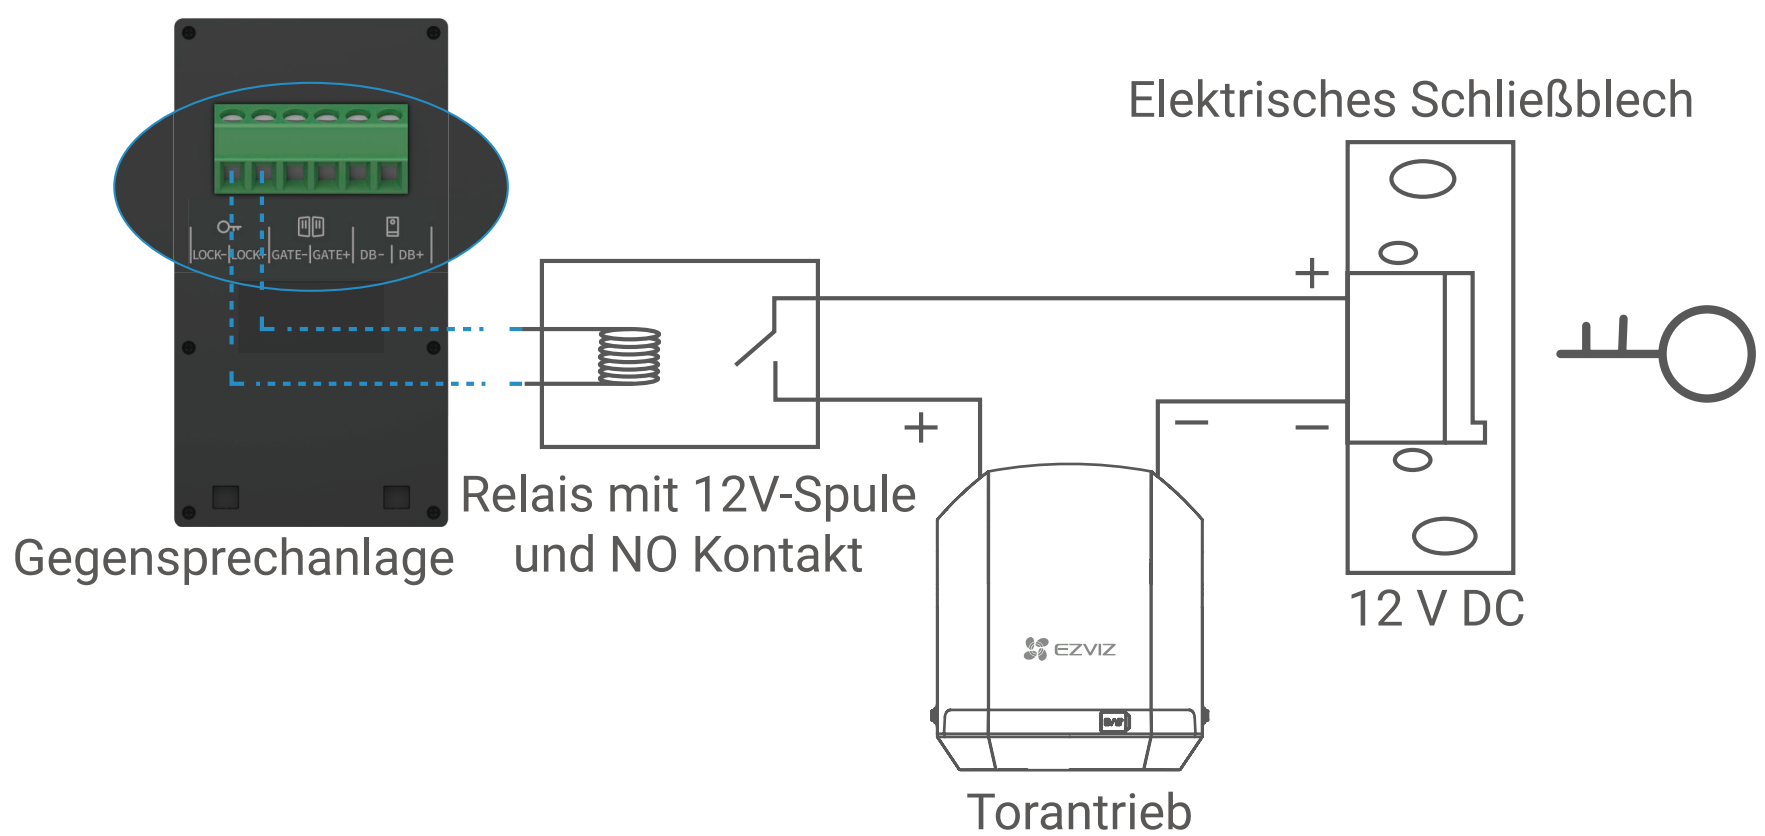 Elektrisches Schließblech
LOCK- LOCK+ GATE- GATE+ DB- DB+
+
+
−
−
Relais mit 12V-Spule
und NO Kontakt
Gegensprechanlage
12 V DC
EZVIZ
BAT
Torantrieb